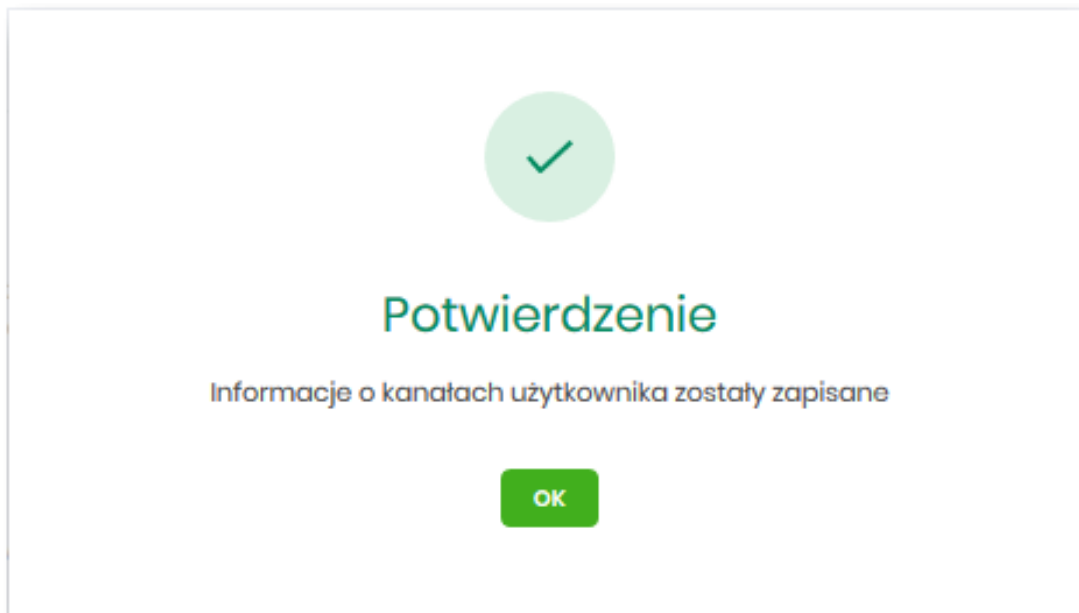 Potwierdzenie
Informacje o kanałach użytkownika zostały zapisane
OK